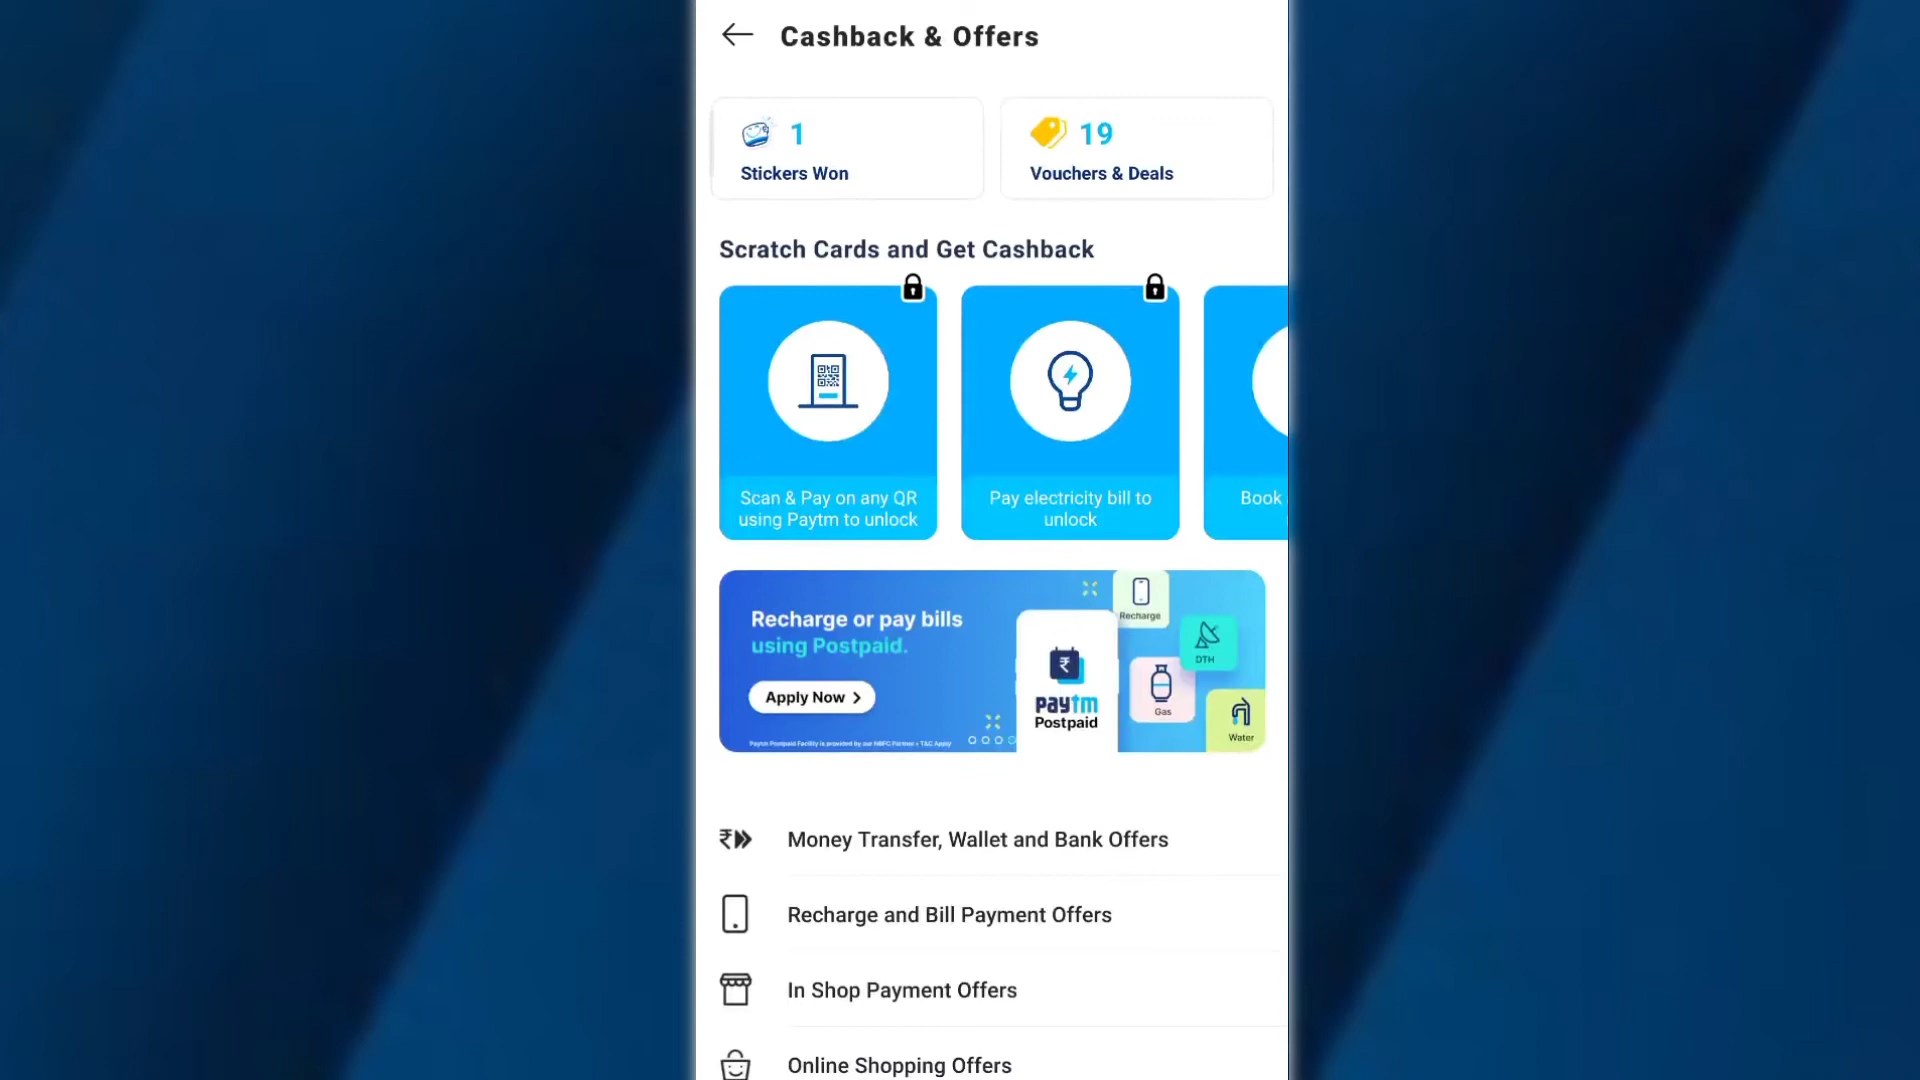 Cashback & Offers
1
Stickers Won
19
Vouchers & Deals
Scratch Cards and Get Cashback
Scan & Pay on any QR
using Paytm to unlock
Pay electricity bill to
unlock
Book
Recharge or pay bills
using Postpaid.
Apply Now
Paytm Postpaid Facility is provided by our NBFC Partner • T&C Apply
paytm
Postpaid
Recharge
DTH
Gas
Water
Money Transfer, Wallet and Bank Offers
Recharge and Bill Payment Offers
In Shop Payment Offers
Online Shopping Offers